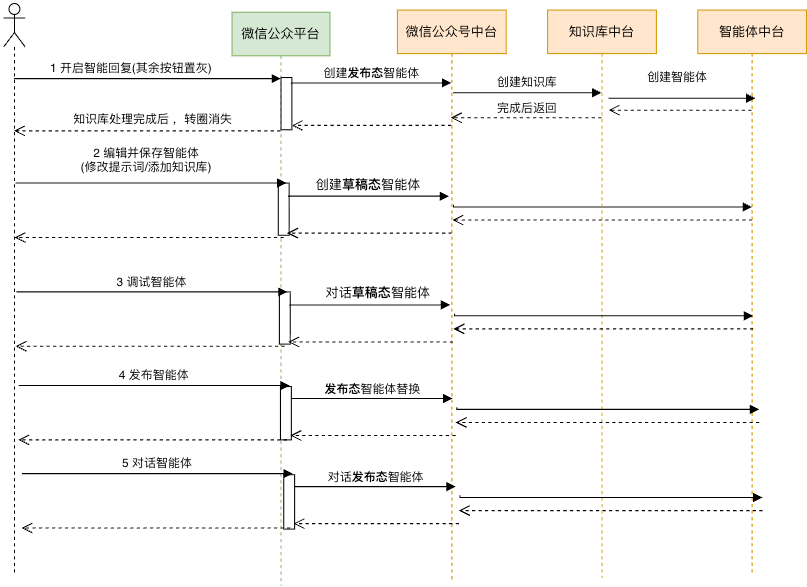 微信公众平台
微信公众号中台
知识库中台
智能体中台
1 开启智能回复(其余按钮置灰)
创建发布态智能体
创建知识库
创建智能体
知识库处理完成后，转圈消失
完成后返回
2 编辑并保存智能体
(修改提示词/添加知识库)
创建草稿态智能体
3 调试智能体
对话草稿态智能体
4 发布智能体
发布态智能体替换
5 对话智能体
对话发布态智能体